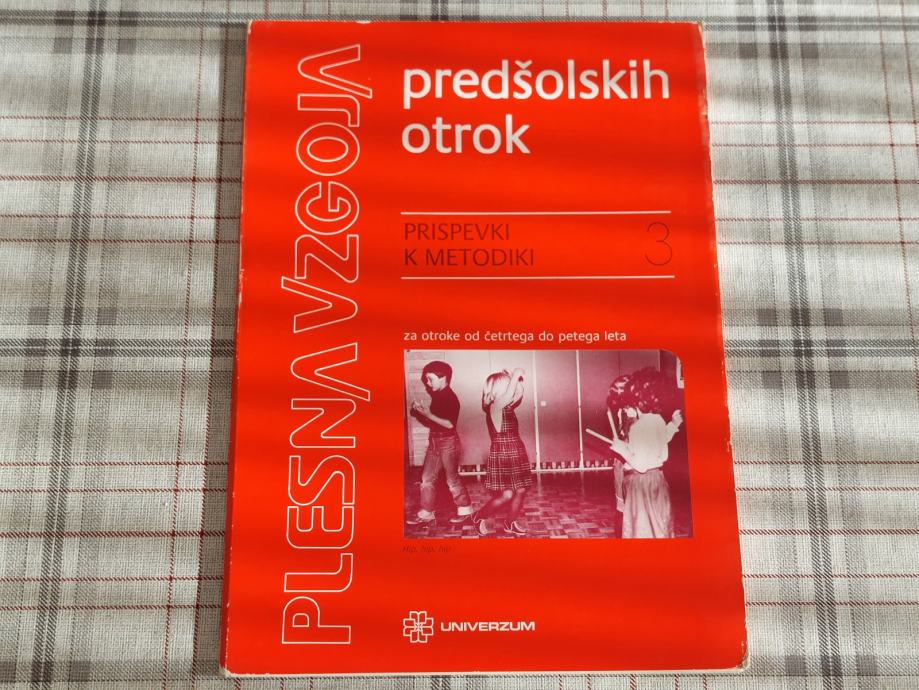 PLESNA VZGOJA
predšolskih
otrok
PRISPEVKI
K METODIKI
3
za otroke od četrtega do petega leta
Hip, hip, hip
UNIVERZUM